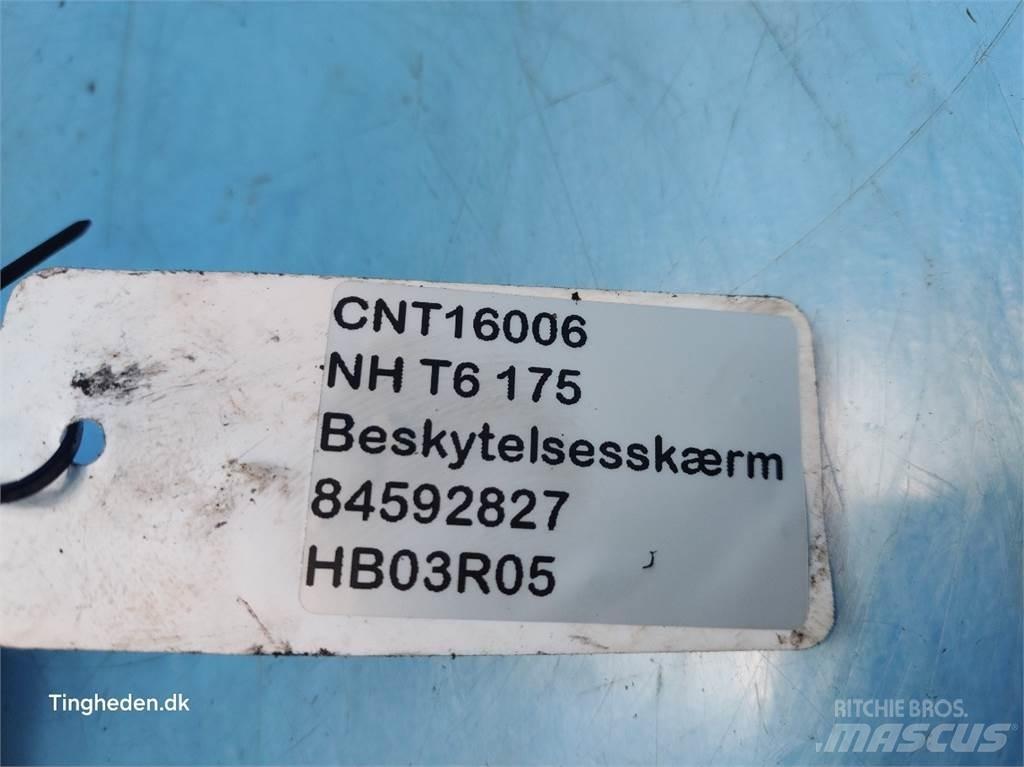 CNT16006
NH T6 175
Beskytelsesskærm
84592827
HB03R05
Tingheden.dk
RITCHIE BROS.
MASCUS